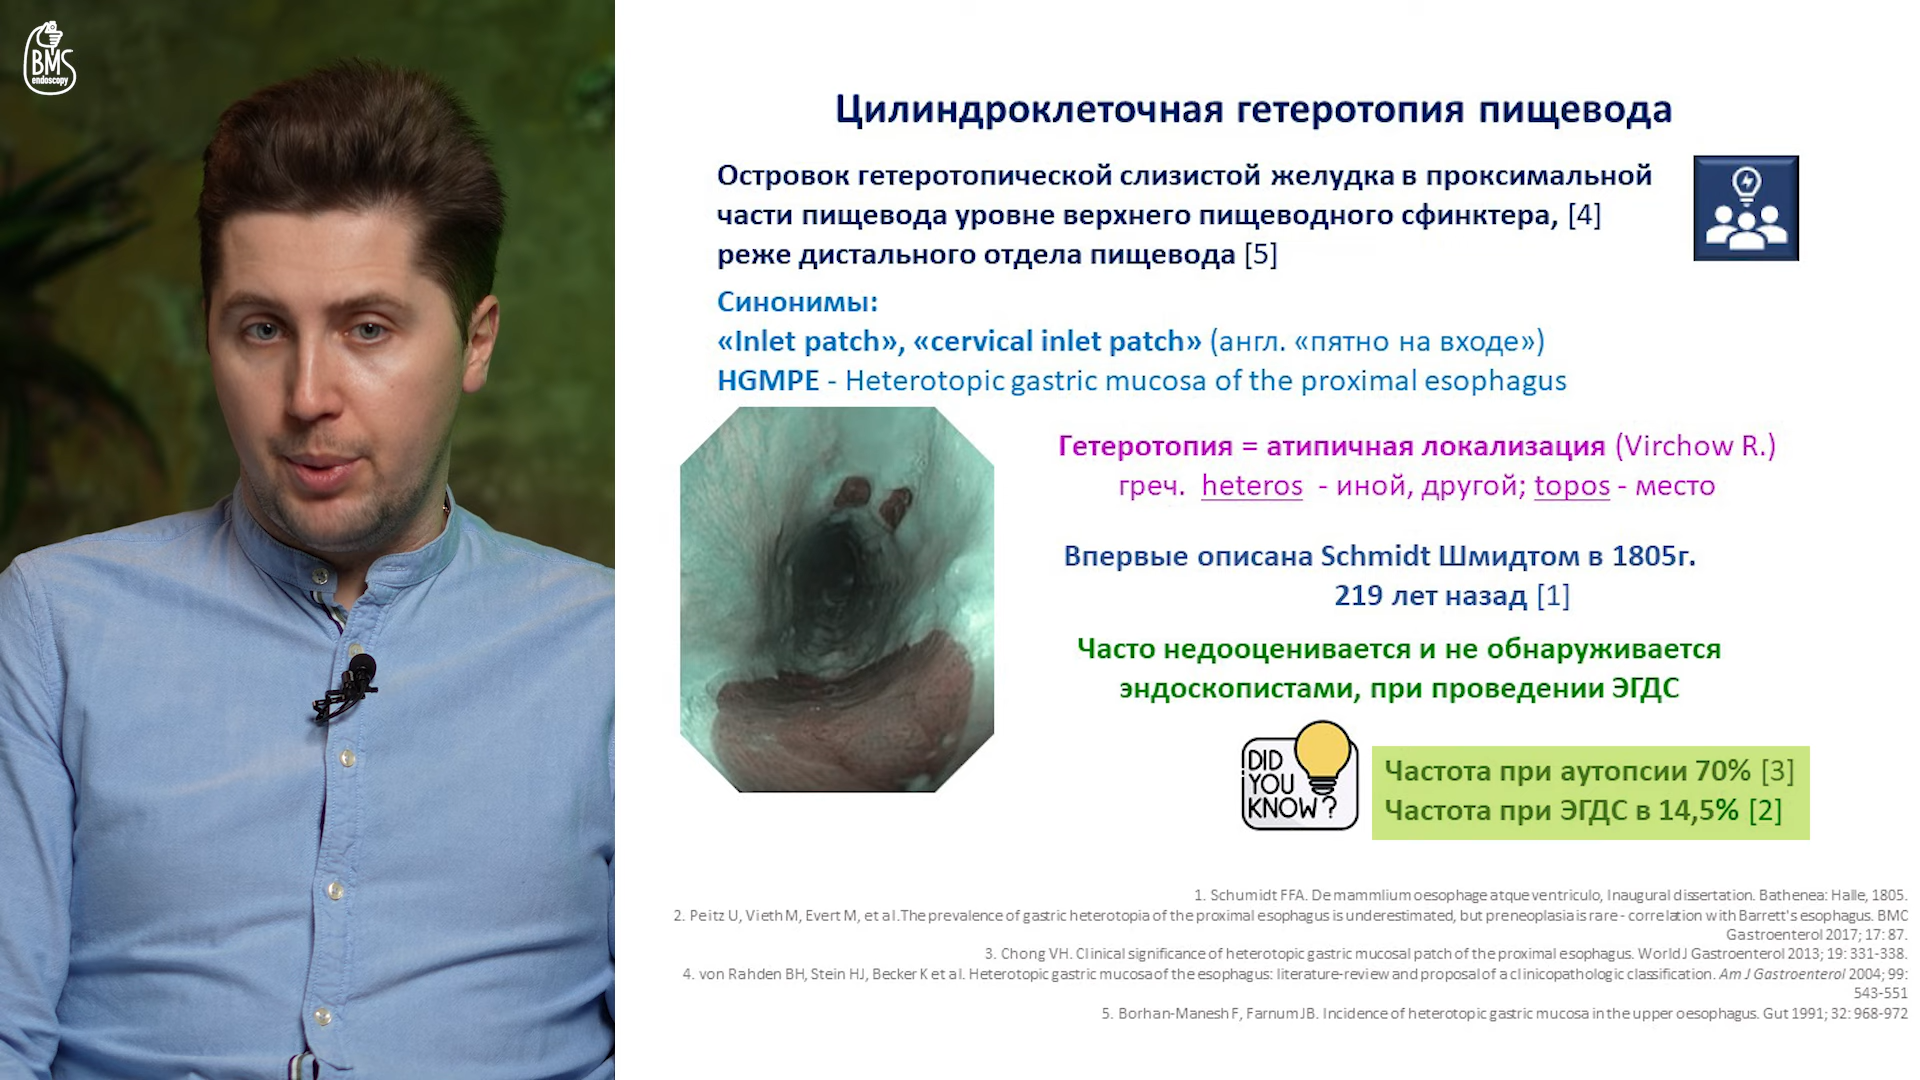 BMS
endoscopy
Цилиндроклеточная гетеротопия пищевода
Островок гетеротопической слизистой желудка в проксимальной
части пищевода уровне верхнего пищеводного сфинктера, [4]
реже дистального отдела пищевода [5]
Синонимы:
«Inlet patch», «cervical inlet patch» (англ. «пятно на входе»)
HGMPE - Heterotopic gastric mucosa of the proximal esophagus
Гетеротопия = атипичная локализация (Virchow R.)
греч. heteros - иной, другой; topos - место
Впервые описана Schmidt Шмидтом в 1805г.
219 лет назад [1]
Часто недооценивается и не обнаруживается
эндоскопистами, при проведении ЭГДС
DID
YOU
KNOW?
Частота при аутопсии 70% [3]
Частота при ЭГДС в 14,5% [2]
1. Schumidt FFA. De mammlium oesophage atque ventriculo, Inaugural dissertation. Bathenea: Halle, 1805.
2. Peitz U, Vieth M, Evert M, et al.The prevalence of gastric heterotopia of the proximal esophagus is underestimated, but preneoplasia is rare - correlation with Barrett's esophagus. BMC
Gastroenterol 2017; 17: 87.
3. Chong VH. Clinical significance of heterotopic gastric mucosal patch of the proximal esophagus. World J Gastroenterol 2013; 19: 331-338.
4. von Rahden BH, Stein HJ, Becker K et al. Heterotopic gastric mucosa of the esophagus: literature-review and proposal of a clinicopathologic classification. Am J Gastroenterol 2004; 99:
543-551
5. Borhan-Manesh F, Farnum JB. Incidence of heterotopic gastric mucosa in the upper oesophagus. Gut 1991; 32: 968-972